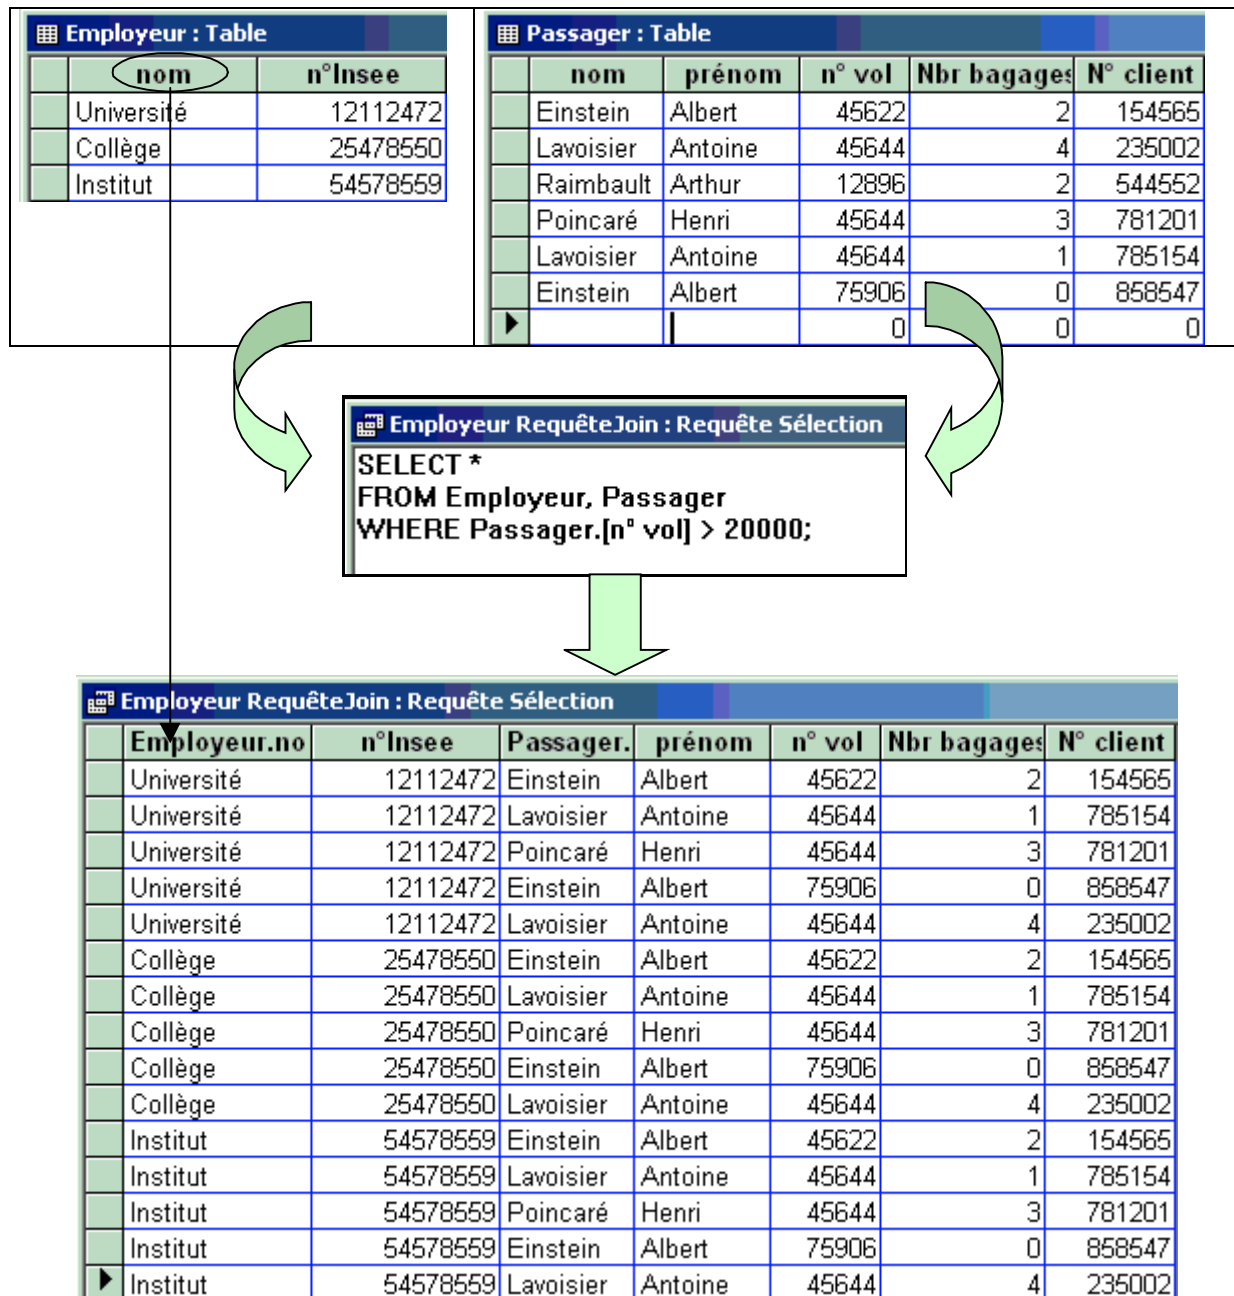 Employeur : Table
nom n°Insee
Université 12112472
Collège 25478550
Institut 54578559
Passager : Table
nom prénom n° vol Nbr bagages N° client
Einstein Albert 45622 2 154565
Lavoisier Antoine 45644 4 235002
Raimbault Arthur 12896 2 544552
Poincaré Henri 45644 3 781201
Lavoisier Antoine 45644 1 785154
Einstein Albert 75906 0 858547
0 0 0
Employeur RequêteJoin : Requête Sélection
SELECT *
FROM Employeur, Passager
WHERE Passager.[n° vol] > 20000;
Employeur RequêteJoin : Requête Sélection
Employeur.no n°Insee Passager. prénom n° vol Nbr bagages N° client
Université 12112472 Einstein Albert 45622 2 154565
Université 12112472 Lavoisier Antoine 45644 1 785154
Université 12112472 Poincaré Henri 45644 3 781201
Université 12112472 Einstein Albert 75906 0 858547
Université 12112472 Lavoisier Antoine 45644 4 235002
Collège 25478550 Einstein Albert 45622 2 154565
Collège 25478550 Lavoisier Antoine 45644 1 785154
Collège 25478550 Poincaré Henri 45644 3 781201
Collège 25478550 Einstein Albert 75906 0 858547
Collège 25478550 Lavoisier Antoine 45644 4 235002
Institut 54578559 Einstein Albert 45622 2 154565
Institut 54578559 Lavoisier Antoine 45644 1 785154
Institut 54578559 Poincaré Henri 45644 3 781201
Institut 54578559 Einstein Albert 75906 0 858547
Institut 54578559 Lavoisier Antoine 45644 4 235002